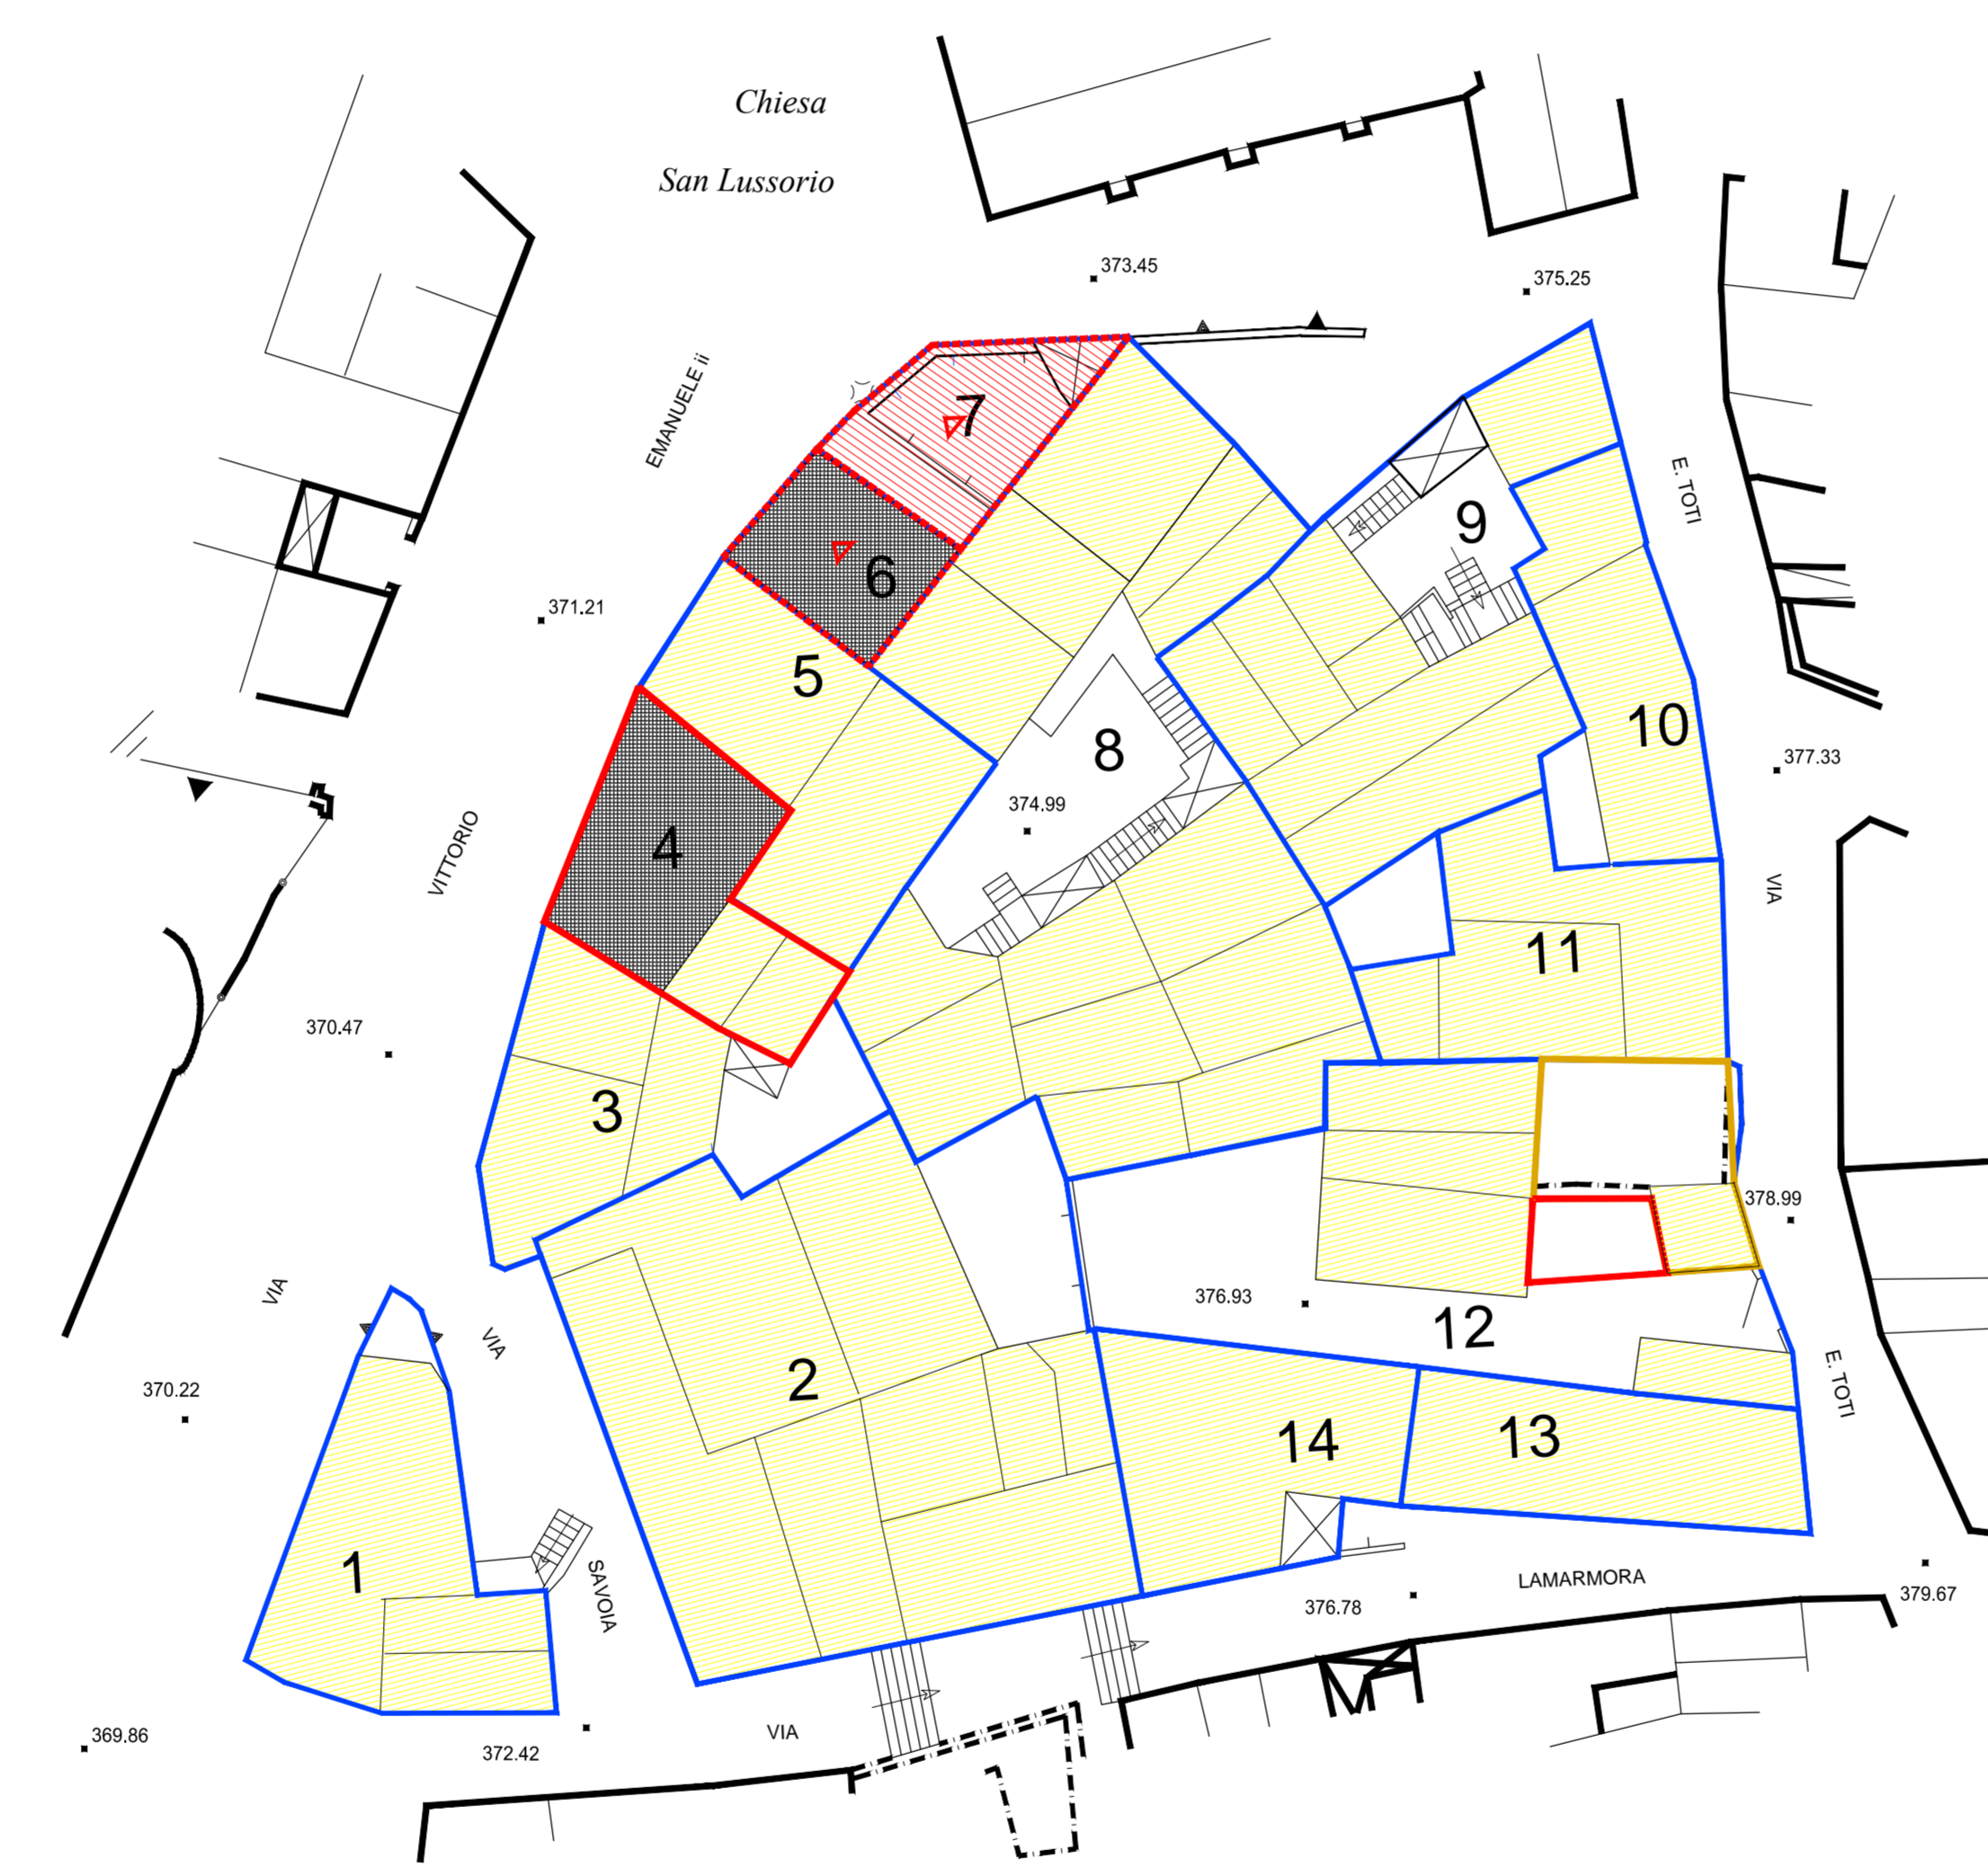 Chiesa
San Lussorio
373.45
375.25
EMANUELE ii
7
E. TOTI
9
6
371.21
5
10
8
377.33
374.99
4
VITTORIO
VIA
11
370.47
3
378.99
VIA
376.93
12
VIA
2
370.22
E. TOTI
14
13
1
SAVOIA
LAMARMORA
376.78
379.67
VIA
369.86
372.42